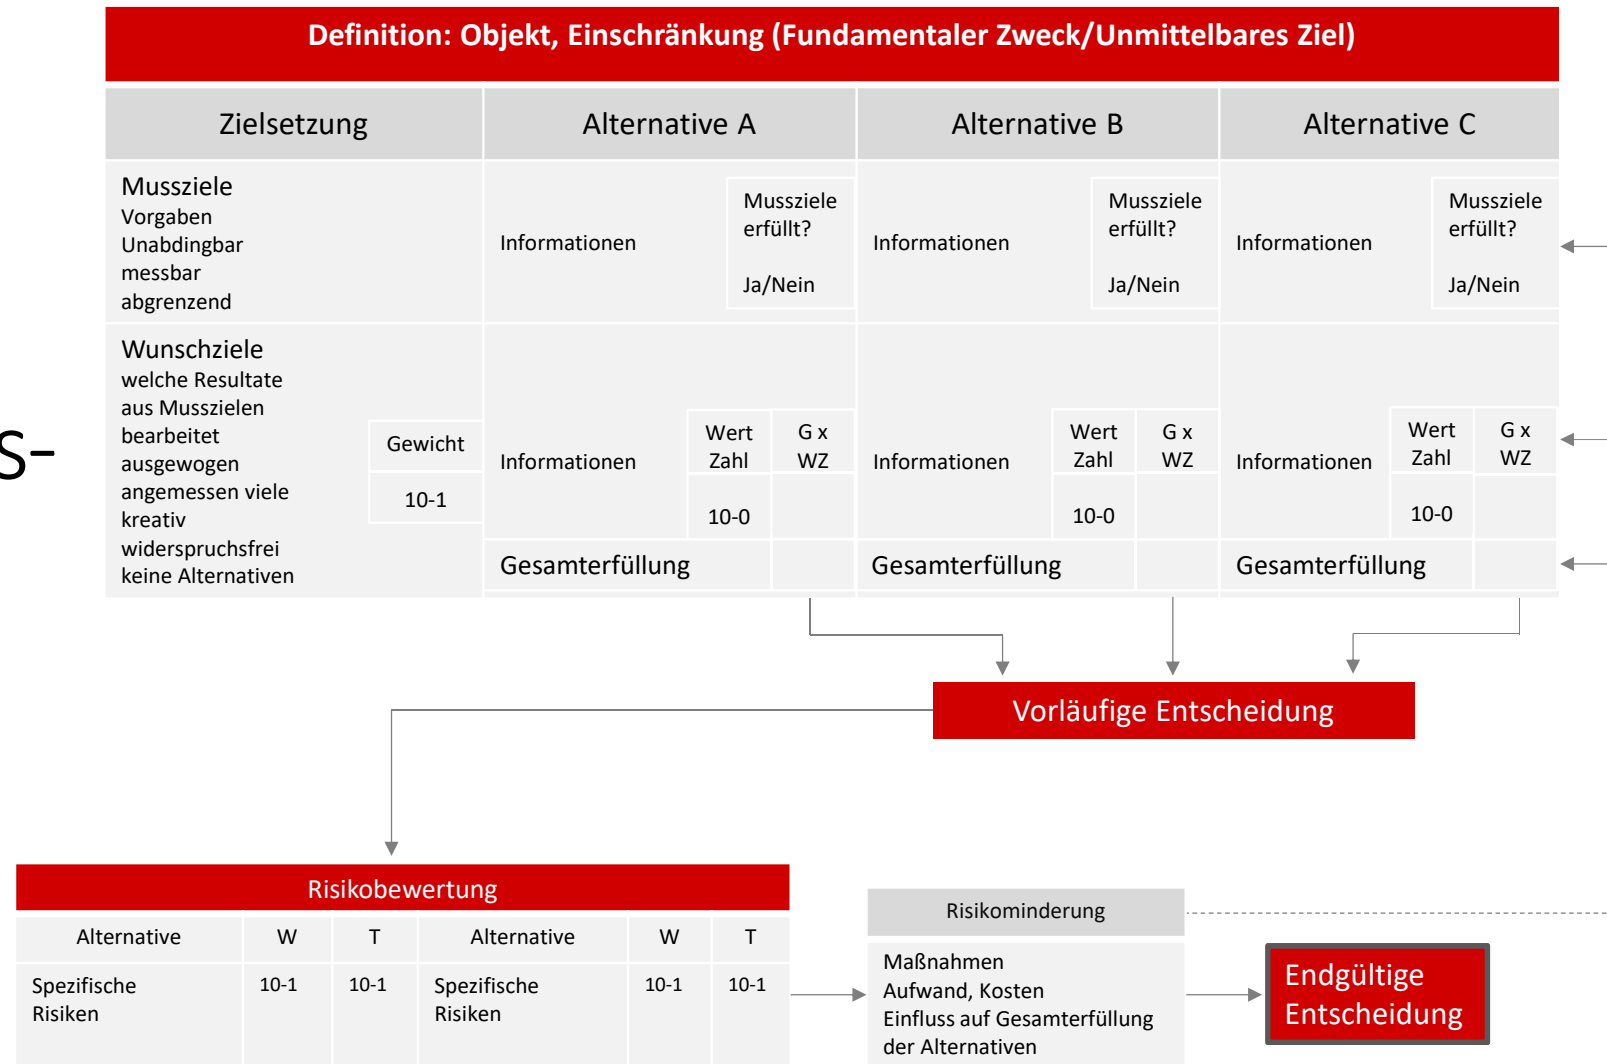 Definition: Objekt, Einschränkung (Fundamentaler Zweck/Unmittelbares Ziel)
Zielsetzung
Alternative A
Alternative B
Alternative C
Mussziele
Vorgaben
Unabdingbar
messbar
abgrenzend
Informationen
Mussziele
erfüllt?
Ja/Nein
Informationen
Mussziele
erfüllt?
Ja/Nein
Informationen
Mussziele
erfüllt?
Ja/Nein
s-
Wunschziele
welche Resultate
aus Musszielen
bearbeitet
ausgewogen
angemessen viele
kreativ
widerspruchsfrei
keine Alternativen
Gewicht
10-1
Informationen
Wert
Zahl
G x
WZ
10-0
Informationen
Wert
Zahl
G x
WZ
10-0
Informationen
Wert
Zahl
G x
WZ
10-0
Gesamterfüllung
Gesamterfüllung
Gesamterfüllung
Vorläufige Entscheidung
Risikobewertung
Alternative
W
T
Alternative
W
T
Spezifische
Risiken
10-1
10-1
Spezifische
Risiken
10-1
10-1
Risikominderung
Maßnahmen
Aufwand, Kosten
Einfluss auf Gesamterfüllung
der Alternativen
Endgültige
Entscheidung